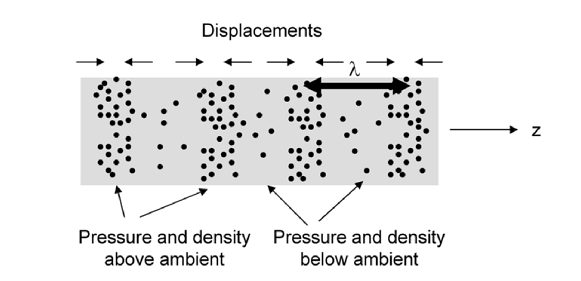 Displacements
λ
z
Pressure and density
above ambient
Pressure and density
below ambient